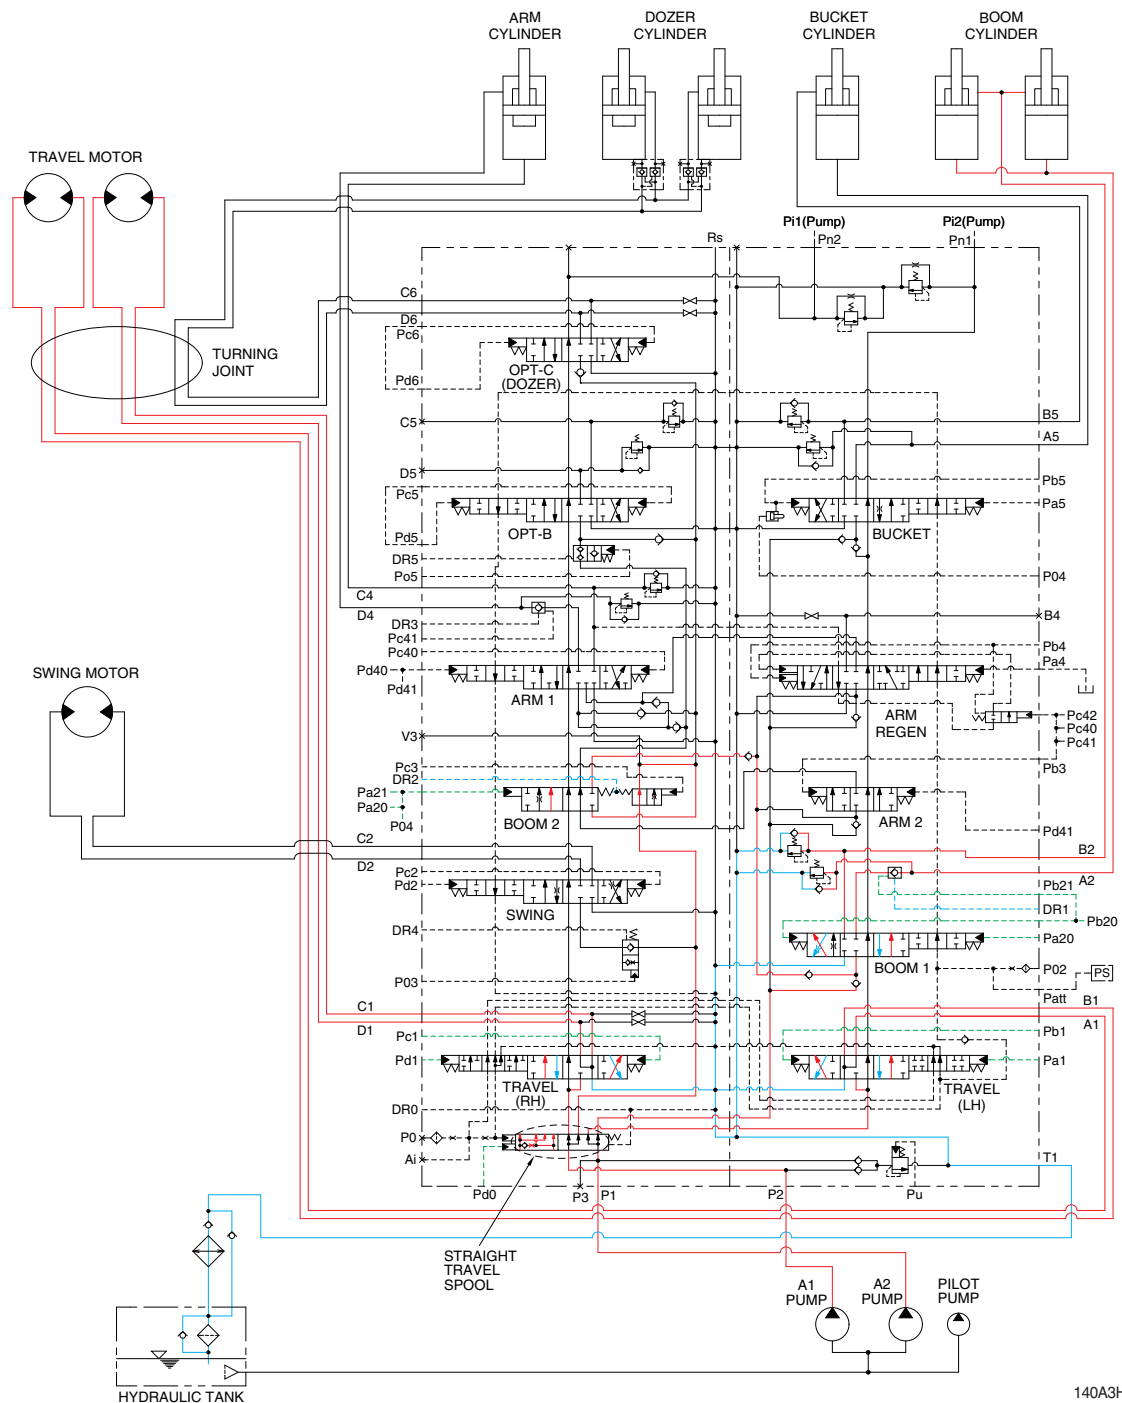 ARM
CYLINDER
DOZER
CYLINDER
BUCKET
CYLINDER
BOOM
CYLINDER
TRAVEL MOTOR
TURNING
JOINT
Pi1(Pump)
Pn2
Pi2(Pump)
Pn1
Rs
C6
D6
Pc6
Pd6
OPT-C
(DOZER)
C5
B5
A5
D5
Pc5
Pb5
Pa5
Pd5
OPT-B
BUCKET
DR5
Po5
P04
C4
D4
DR3
Pc41
Pc40
B4
Pb4
Pa4
Pd40
Pd41
ARM 1
ARM
REGEN
Pc42
Pc40
Pc41
SWING MOTOR
V3
Pc3
DR2
Pb3
Pa21
Pa20
P04
BOOM 2
ARM 2
Pd41
C2
D2
B2
A2
Pc2
Pd2
SWING
Pb21
DR1
Pb20
DR4
Pa20
BOOM 1
P03
P02
PS
Patt
C1
D1
B1
A1
Pc1
Pb1
Pd1
Pa1
TRAVEL
(RH)
TRAVEL
(LH)
DR0
P0
Ai
T1
Pd0
P3
P1
P2
Pu
STRAIGHT
TRAVEL
SPOOL
A1
PUMP
A2
PUMP
PILOT
PUMP
HYDRAULIC TANK
140A3H